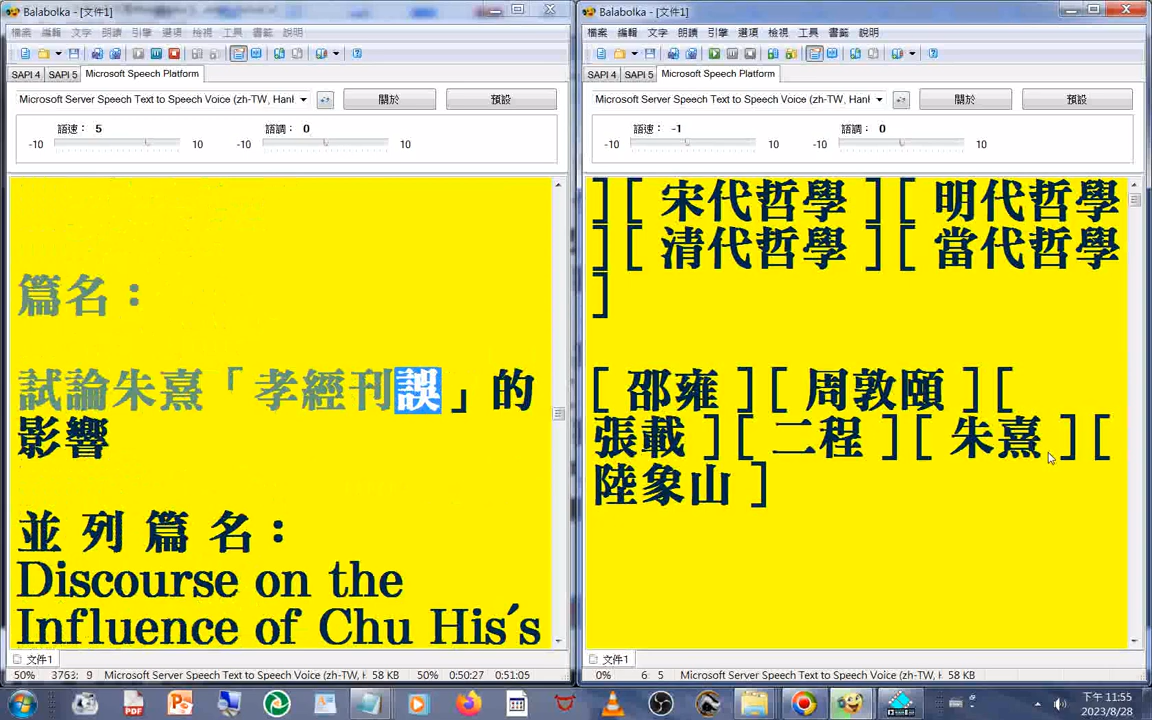 Balabolka - [文件1]
檔案 編輯 文字 朗讀 引擎 選項 檢視 工具 書籤 說明
SAPI 4 SAPI 5 Microsoft Speech Platform
Microsoft Server Speech Text to Speech Voice (zh-TW, Hanl
關於
預設
語速： 5
語調： 0
-10 10 -10 10
篇名：
試論朱熹「孝經刊誤」的
影響
並 列 篇 名：
Discourse on the
Influence of Chu His's
文件1
50% 3763: 9 Microsoft Server Speech Text to Speech Voice (zh-TW, H 58 KB 50% 0:50:27 0:51:05
Balabolka - [文件1]
檔案 編輯 文字 朗讀 引擎 選項 檢視 工具 書籤 說明
SAPI 4 SAPI 5 Microsoft Speech Platform
Microsoft Server Speech Text to Speech Voice (zh-TW, Hanl
關於
預設
語速： -1
語調： 0
-10 10 -10 10
][ 宋代哲學 ][ 明代哲學
][ 清代哲學 ][ 當代哲學
]
[ 邵雍 ][ 周敦頤 ][
張載 ][ 二程 ][ 朱熹 ][
陸象山 ]
文件1
0% 6: 5 Microsoft Server Speech Text to Speech Voice (zh-TW, H 58 KB
PDF
下午 11:55
2023/8/28